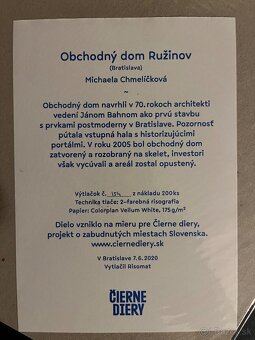 Obchodný dom Ružinov
(Bratislava)
Michaela Chmelíčková
~
Obchodný dom navrhli v 70.rokoch architekti
vedení Jánom Bahnom ako prvú stavbu
s prvkami postmoderny v Bratislave. Pozornosť
pútala vstupná hala s historizujúcimi
portálmi. V roku 2005 bol obchodný dom
zatvorený a rozobraný na skelet, investori
však vycúvali a areál zostal opustený.
Výtlačok č. 154 z nákladu 200ks
Technika tlače: 2-farebná risografia
Papier: Colorplan Vellum White, 175g/m²
Dielo vzniklo na mieru pre Čierne diery,
projekt o zabudnutých miestach Slovenska.
www.ciernediery.sk
V Bratislave 7.6.2020
Vytlačil Risomat
ČIERNE
DIERY